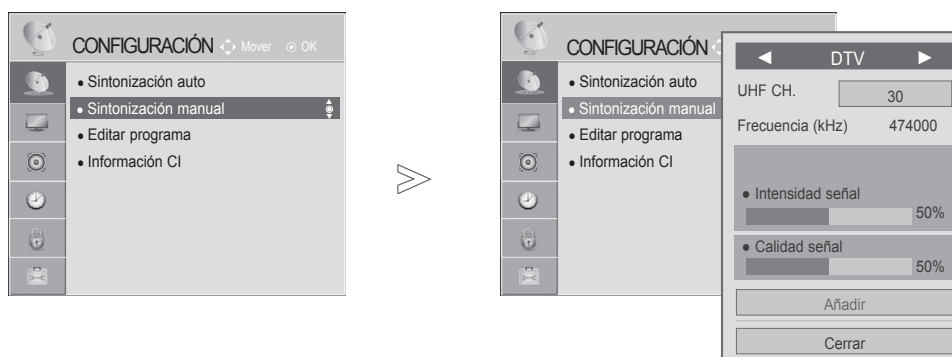 CONFIGURACIÓN Mover OK
• Sintonización auto
• Sintonización manual
• Editar programa
• Información CI
CONFIGURACIÓN
• Sintonización auto
• Sintonización manual
• Editar programa
• Información CI
◄ DTV ►
UHF CH. 30
Frecuencia (kHz) 474000
• Intensidad señal
50%
• Calidad señal
50%
Añadir
Cerrar